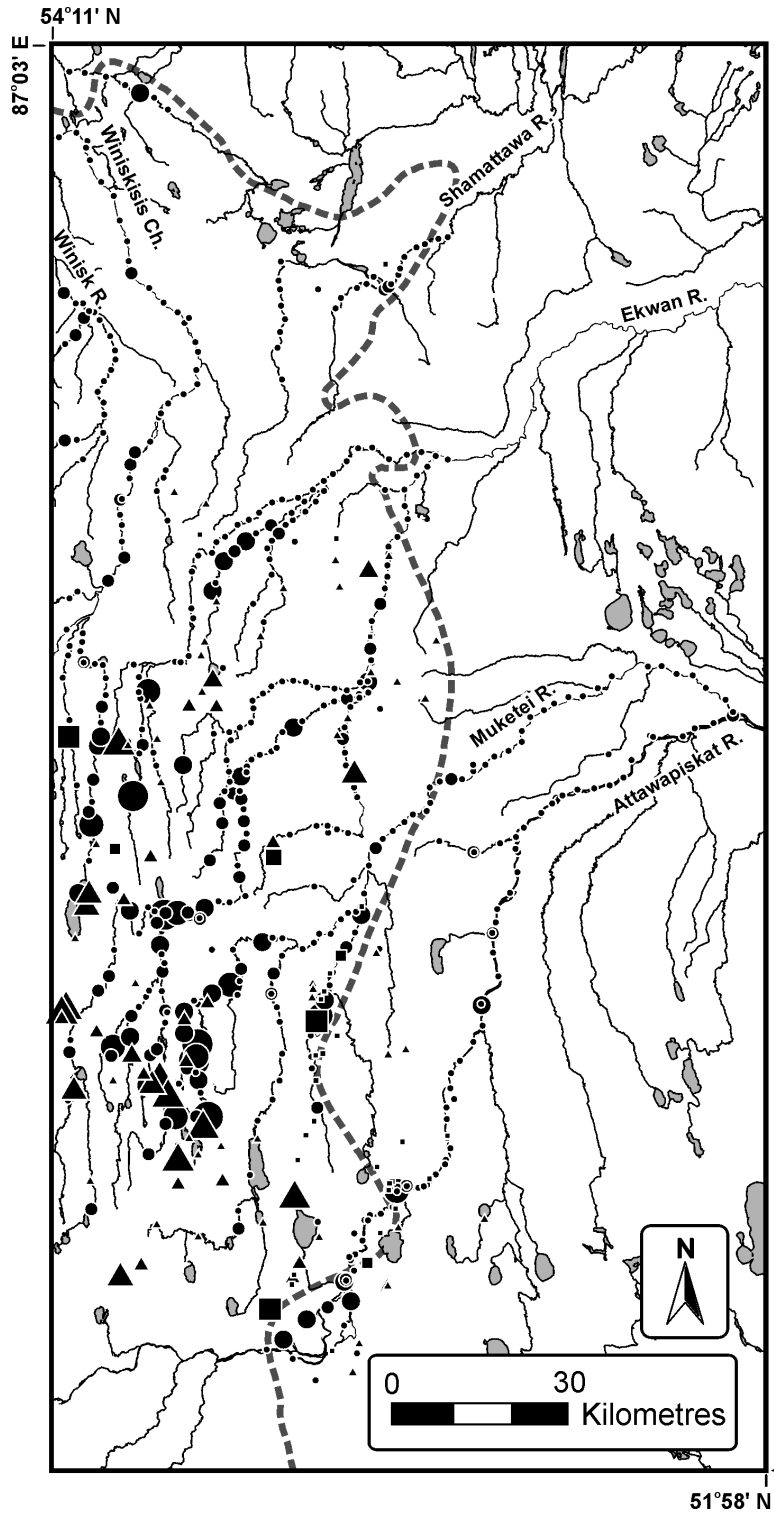 54°11' N
87°03' E
Winiskisis Ch.
Shamattawa R.
Winisk R.
Ekwan R.
Muketei R.
Attawapiskat R.
N
0 30
Kilometres
51°58' N